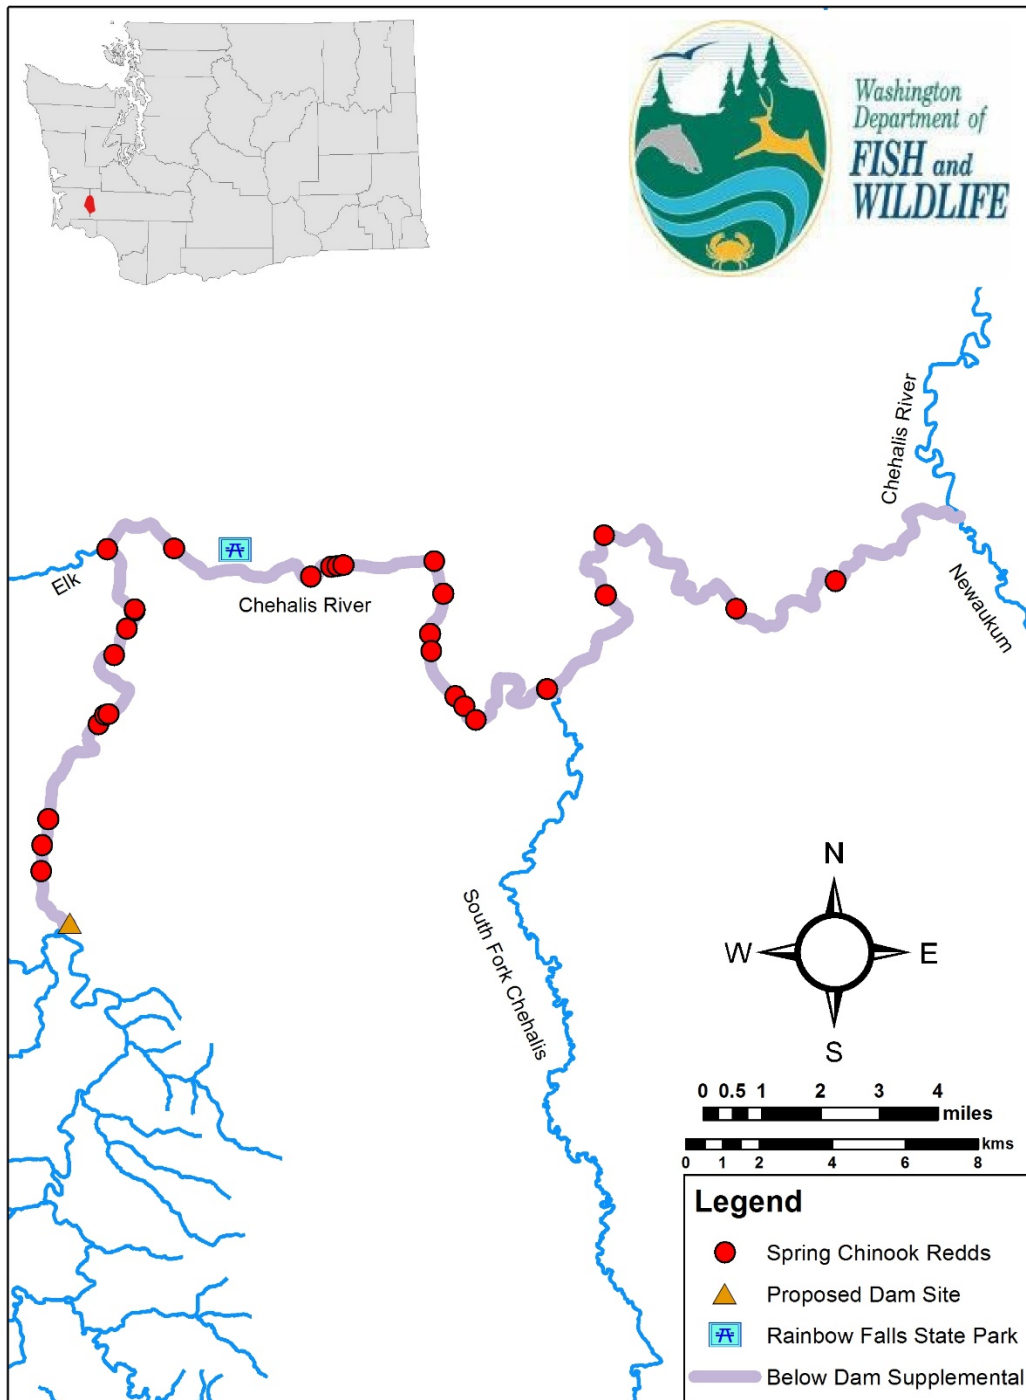 Washington
Department of
FISH and
WILDLIFE
Chehalis River
Elk
Chehalis River
Newaukum
South Fork Chehalis
N
W
E
S
0 0.5 1 2 3 4
miles
kms
0 1 2 4 6 8
Legend
Spring Chinook Redds
Proposed Dam Site
Rainbow Falls State Park
Below Dam Supplemental